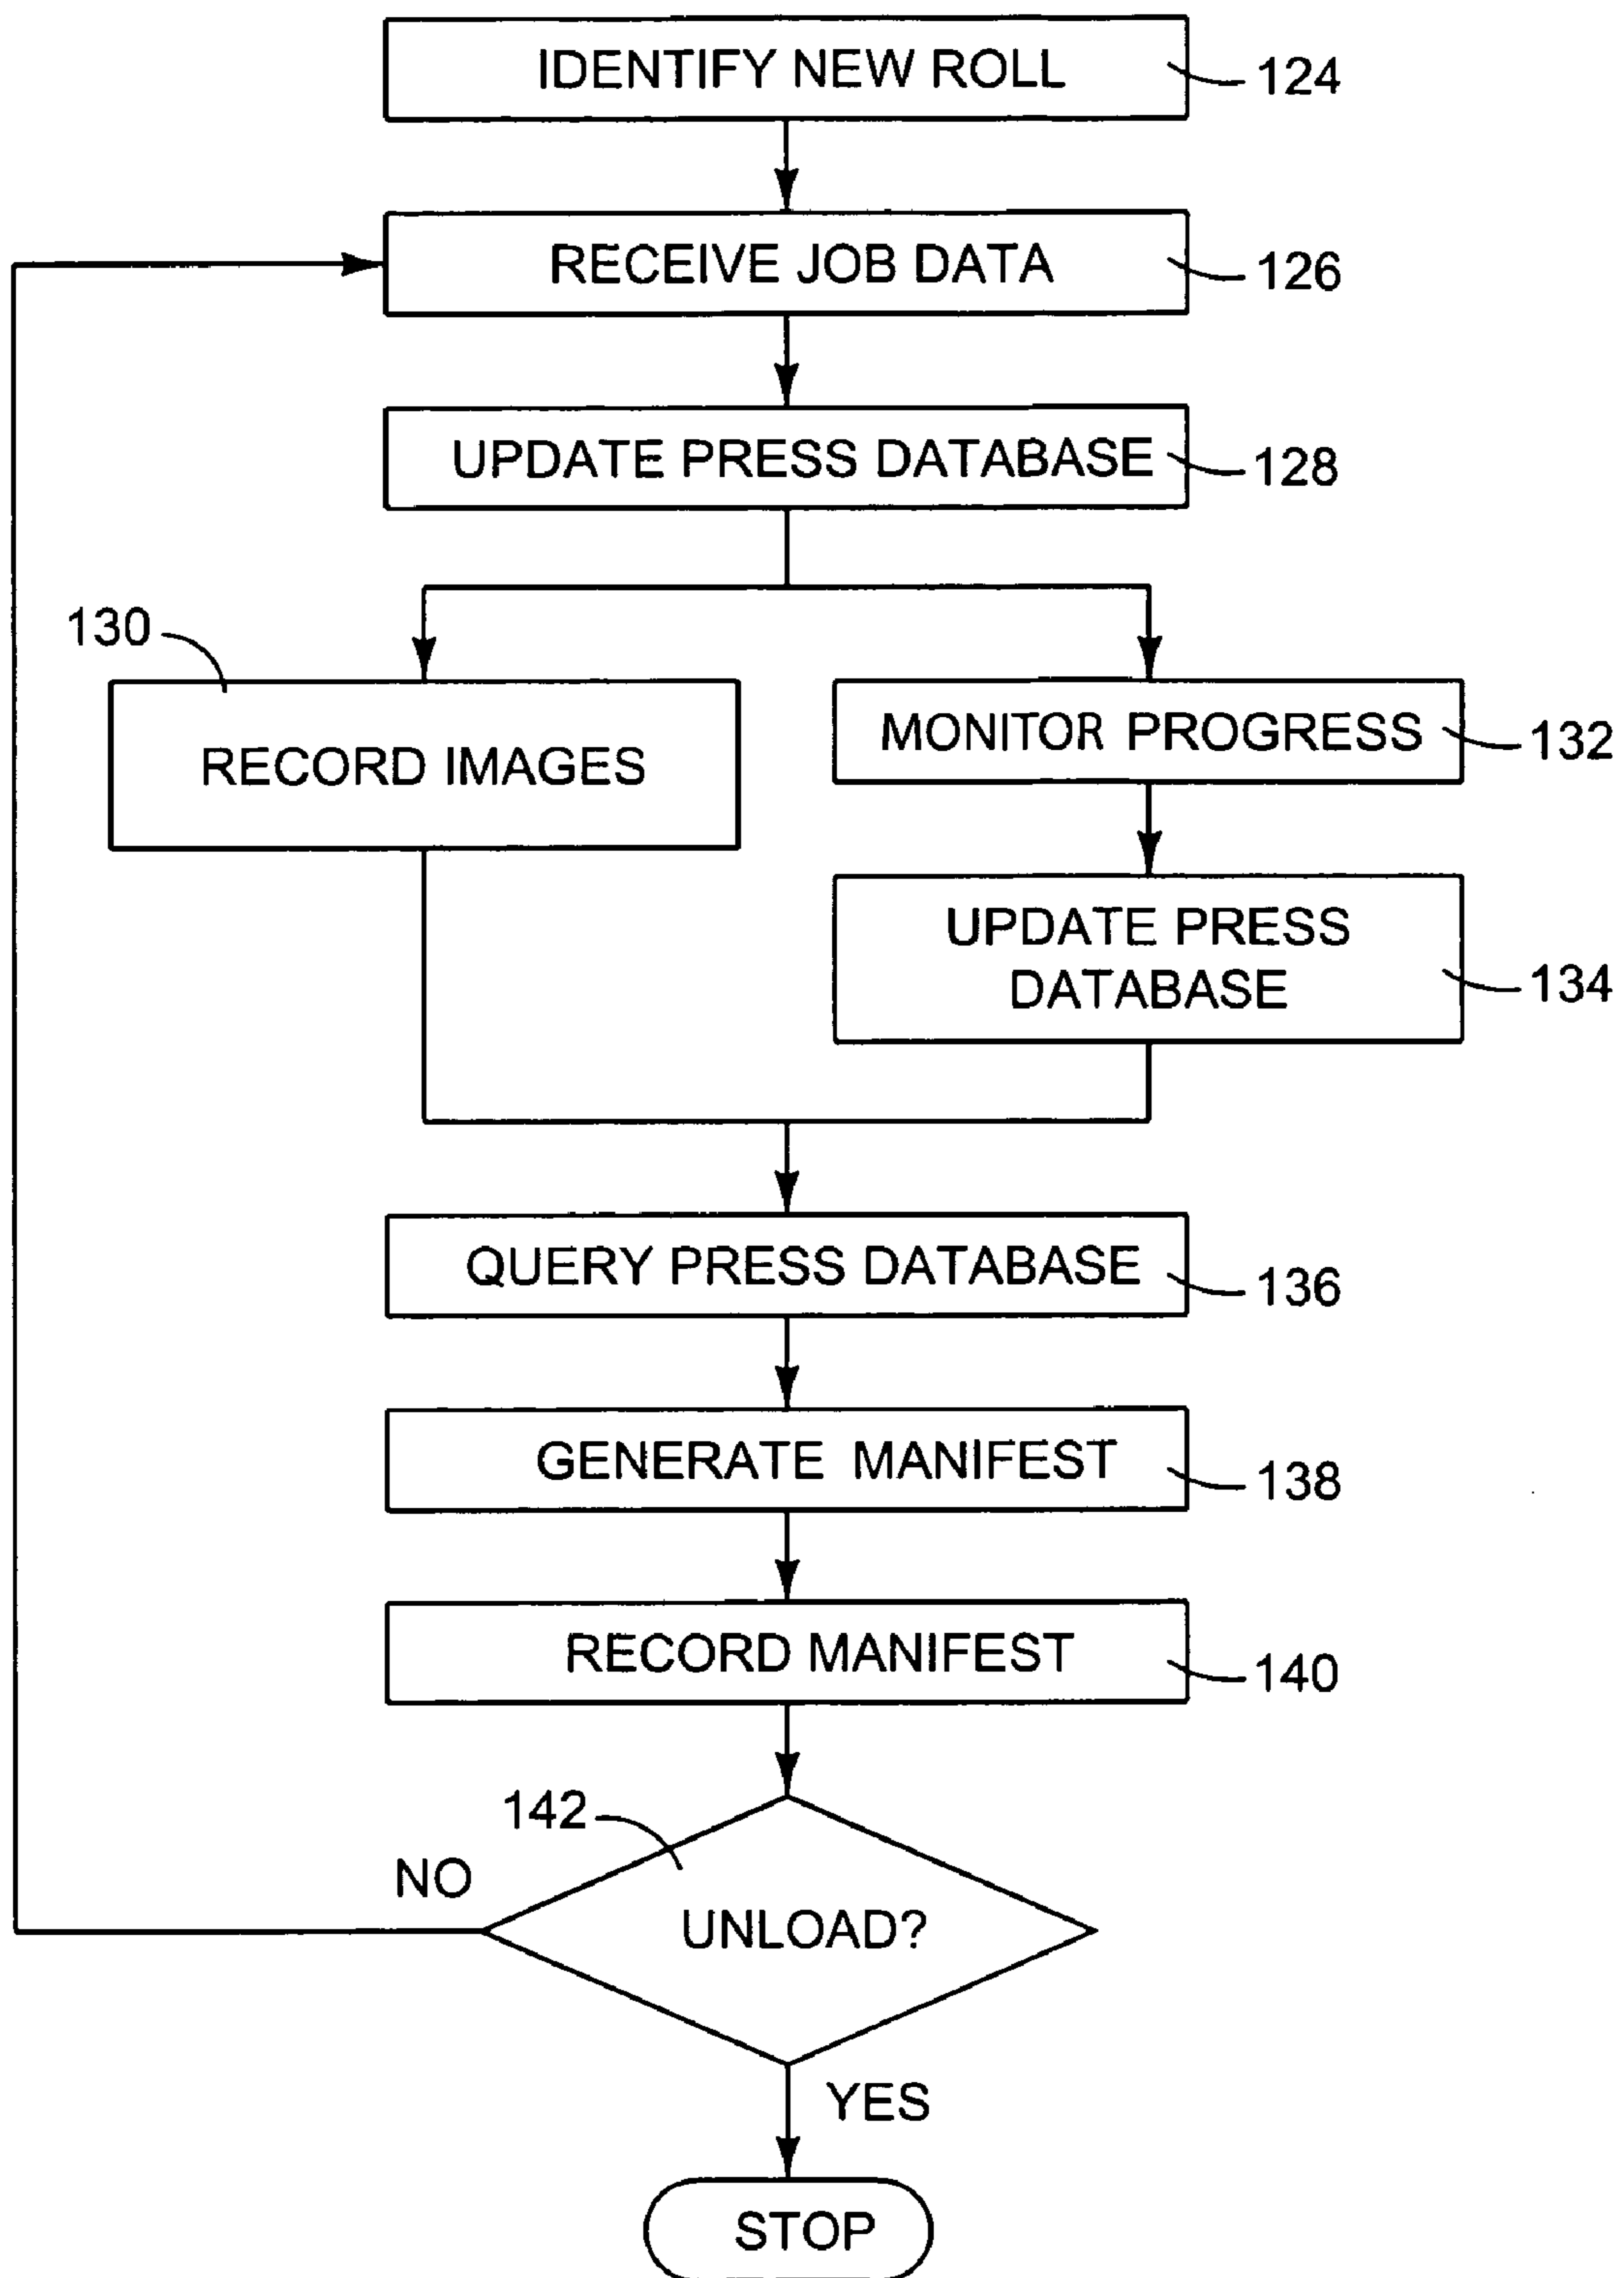 IDENTIFY NEW ROLL
124
RECEIVE JOB DATA
126
UPDATE PRESS DATABASE
128
130
RECORD IMAGES
MONITOR PROGRESS
132
UPDATE PRESS
DATABASE
134
QUERY PRESS DATABASE
136
GENERATE MANIFEST
138
RECORD MANIFEST
140
142
NO
UNLOAD?
YES
STOP